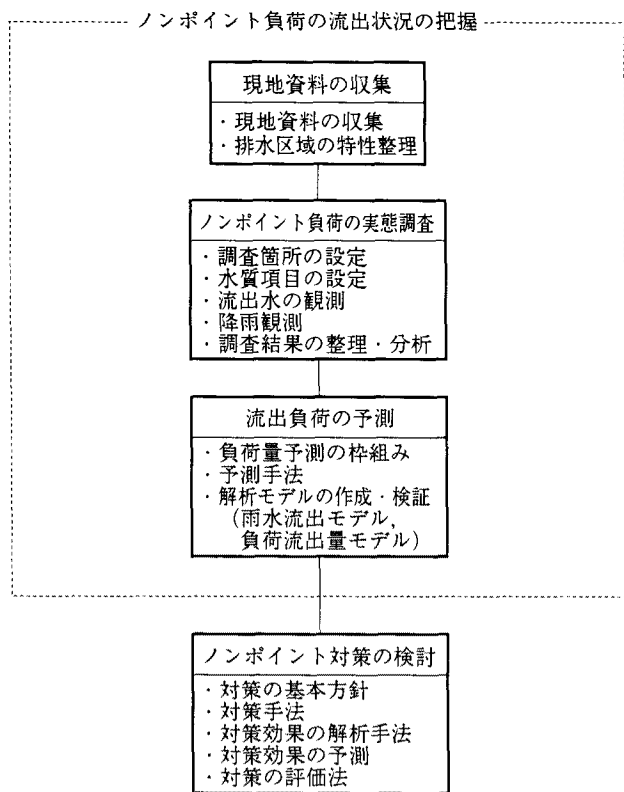 ノンポイント負荷の流出状況の把握
現地資料の収集
・現地資料の収集
・排水区域の特性整理
ノンポイント負荷の実態調査
・調査箇所の設定
・水質項目の設定
・流出水の観測
・降雨観測
・調査結果の整理・分析
流出負荷の予測
・負荷量予測の枠組み
・予測手法
・解析モデルの作成・検証
(雨水流出モデル,
負荷流出量モデル)
ノンポイント対策の検討
・対策の基本方針
・対策手法
・対策効果の解析手法
・対策効果の予測
・対策の評価法